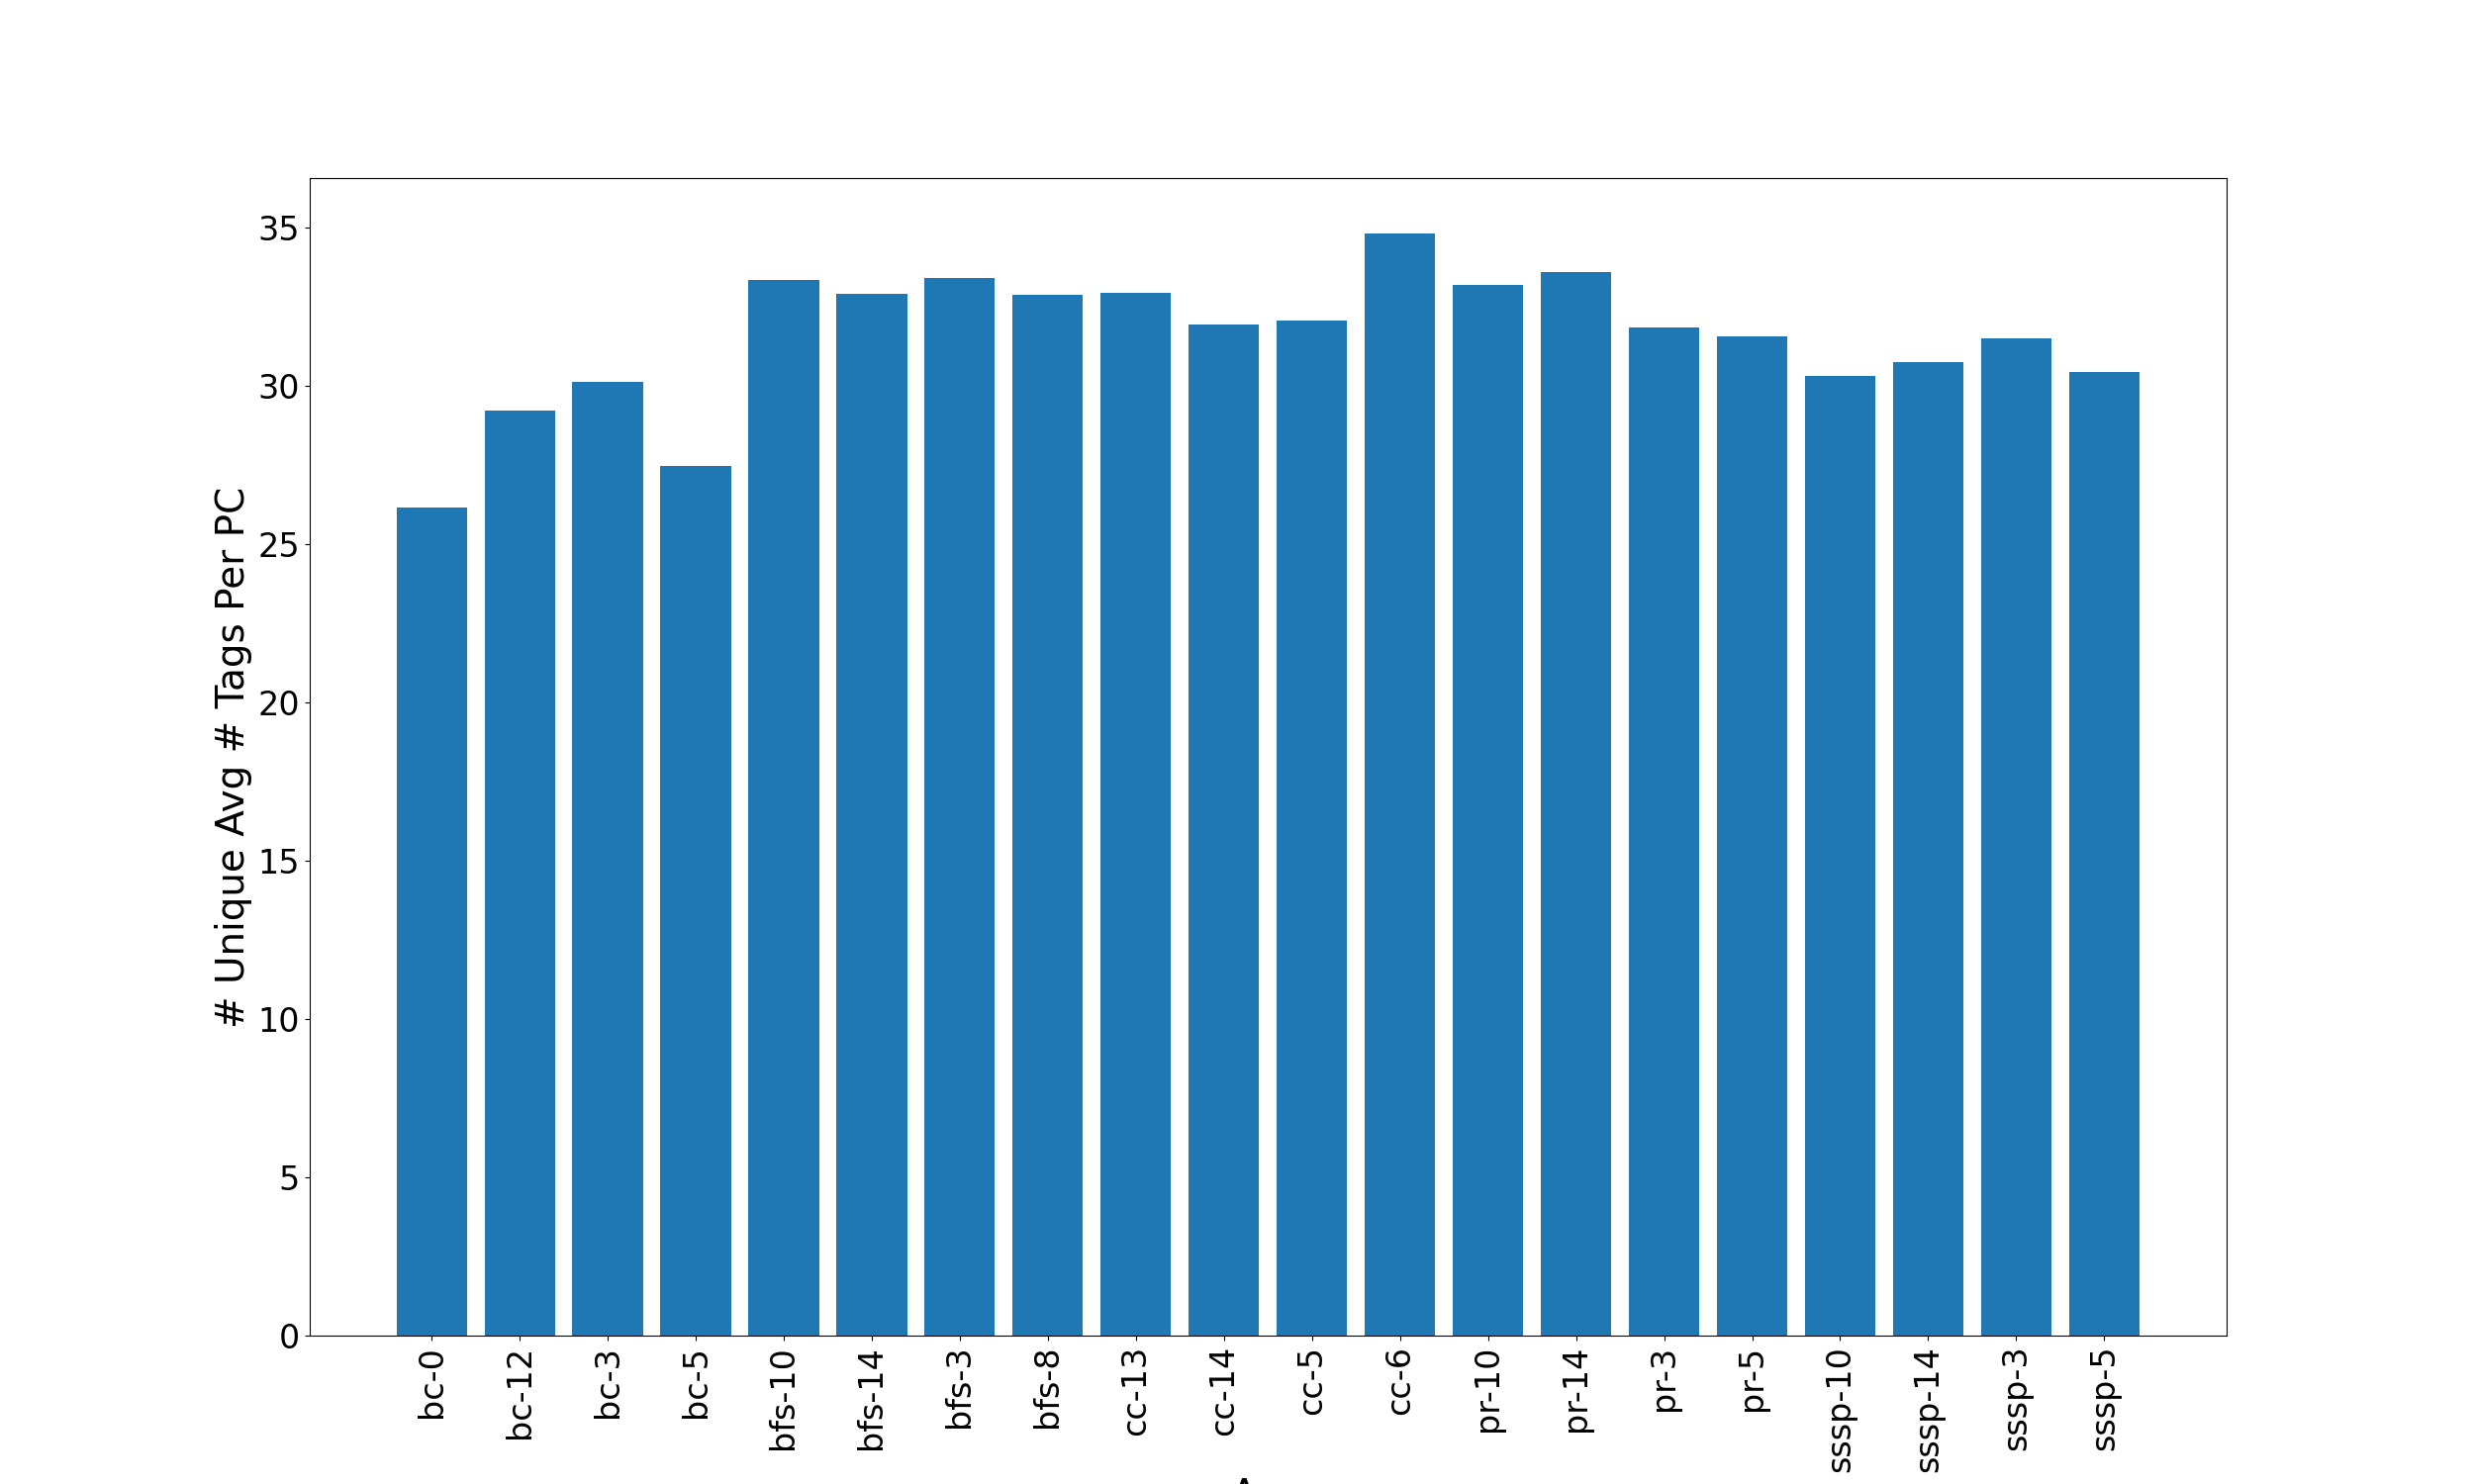 # Unique Avg # Tags Per PC
35
30
25
20
15
10
5
0
bc-0
bc-12
bc-3
bc-5
bfs-10
bfs-14
bfs-3
bfs-8
cc-13
cc-14
cc-5
cc-6
pr-10
pr-14
pr-3
pr-5
sssp-10
sssp-14
sssp-3
sssp-5